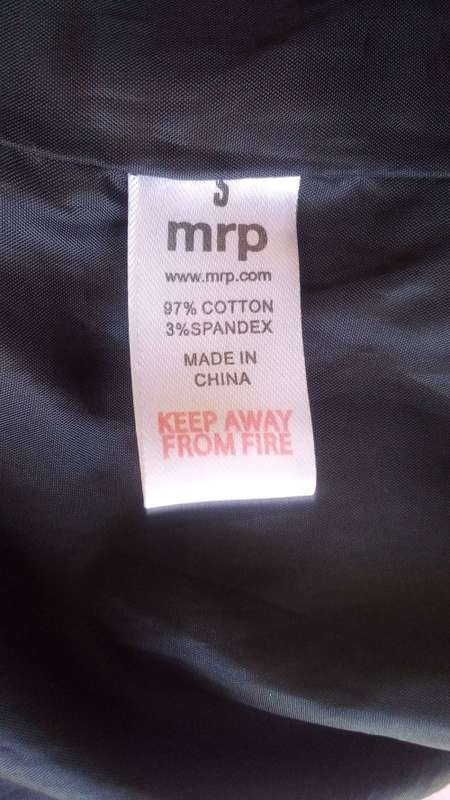 S
mrp
www.mrp.com
97% COTTON
3%SPANDEX
MADE IN
CHINA
KEEP AWAY
FROM FIRE